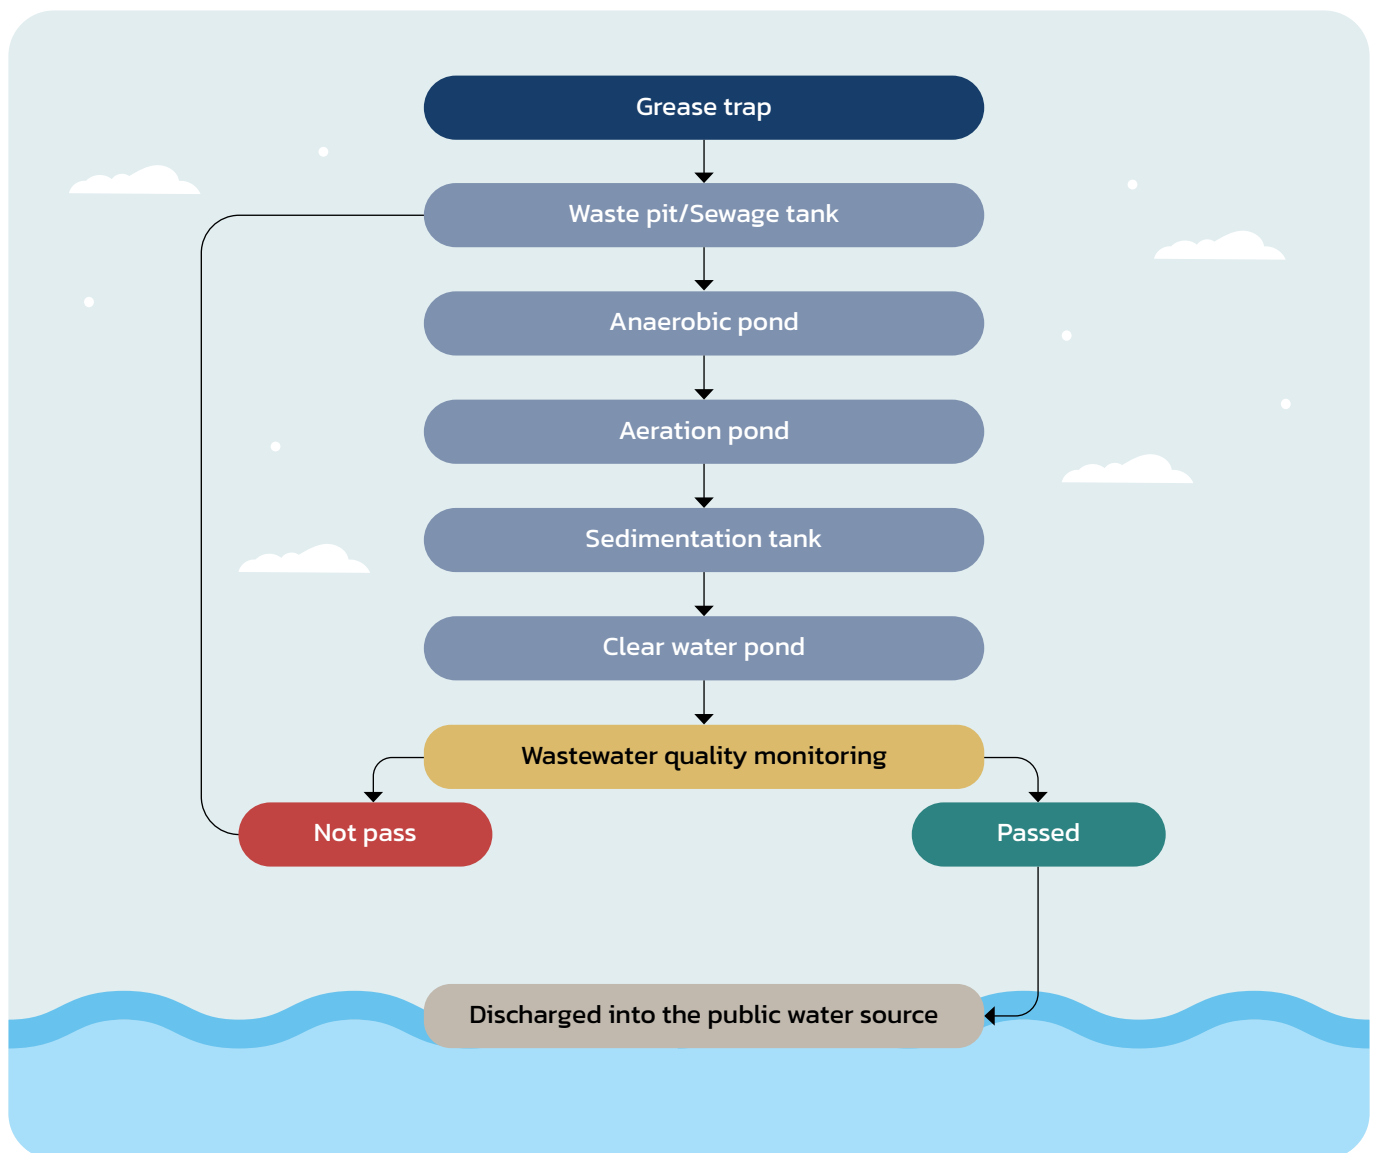 Grease trap
Waste pit/Sewage tank
Anaerobic pond
Aeration pond
Sedimentation tank
Clear water pond
Wastewater quality monitoring
Not pass
Passed
Discharged into the public water source